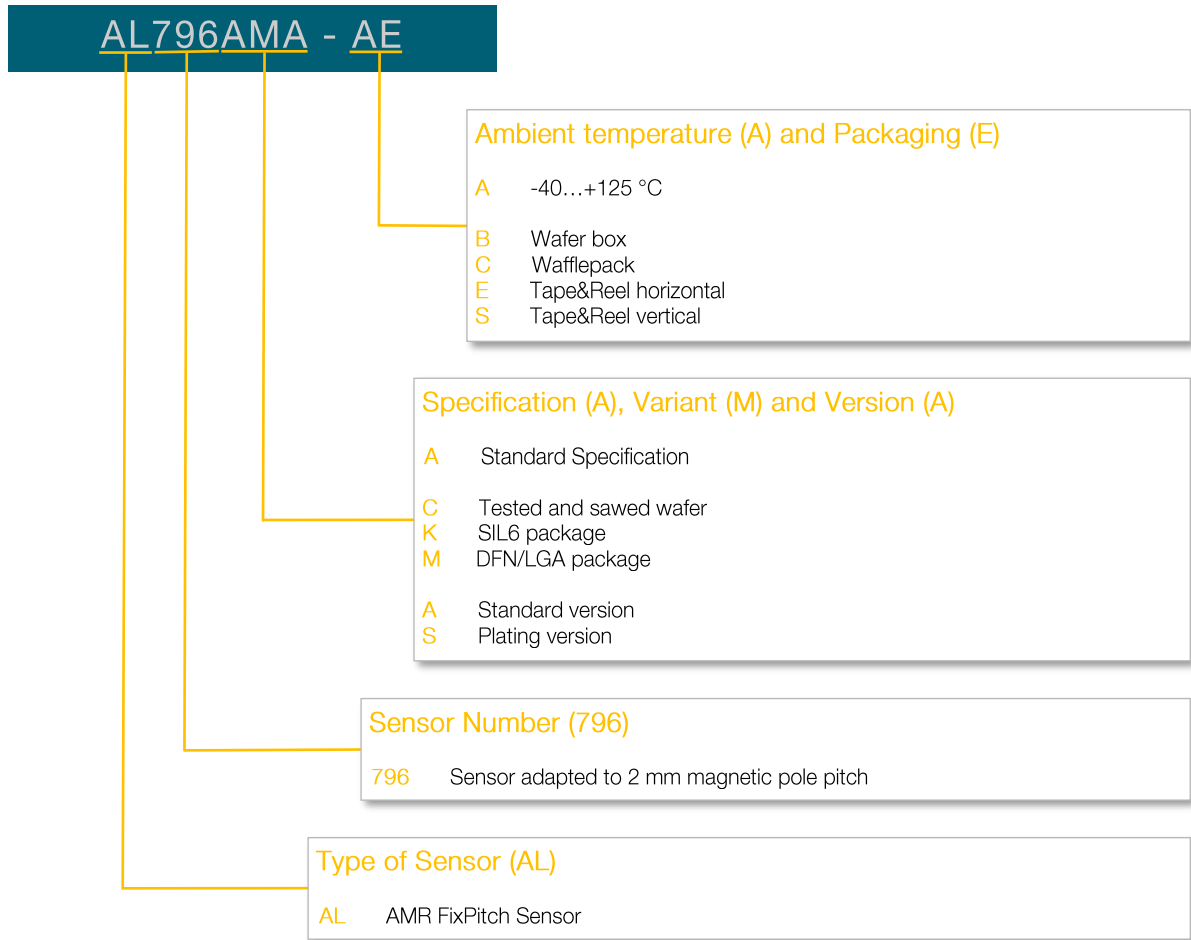 AL796AMA - AE
Ambient temperature (A) and Packaging (E)
A -40…+125 °C
B Wafer box
C Wafflepack
E Tape&Reel horizontal
S Tape&Reel vertical
Specification (A), Variant (M) and Version (A)
A Standard Specification
C Tested and sawed wafer
K SIL6 package
M DFN/LGA package
A Standard version
S Plating version
Sensor Number (796)
796 Sensor adapted to 2 mm magnetic pole pitch
Type of Sensor (AL)
AL AMR FixPitch Sensor